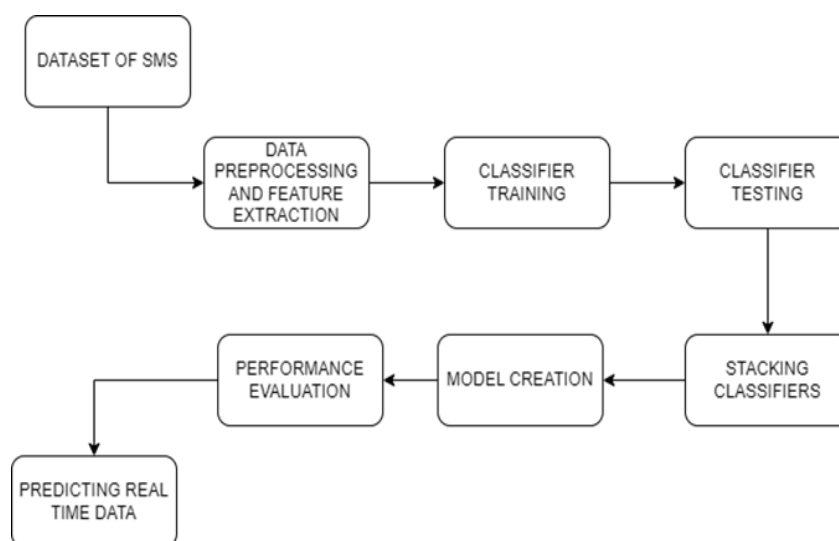 DATASET OF SMS
DATA
PREPROCESSING
AND FEATURE
EXTRACTION
CLASSIFIER
TRAINING
CLASSIFIER
TESTING
STACKING
CLASSIFIERS
MODEL CREATION
PERFORMANCE
EVALUATION
PREDICTING REAL
TIME DATA